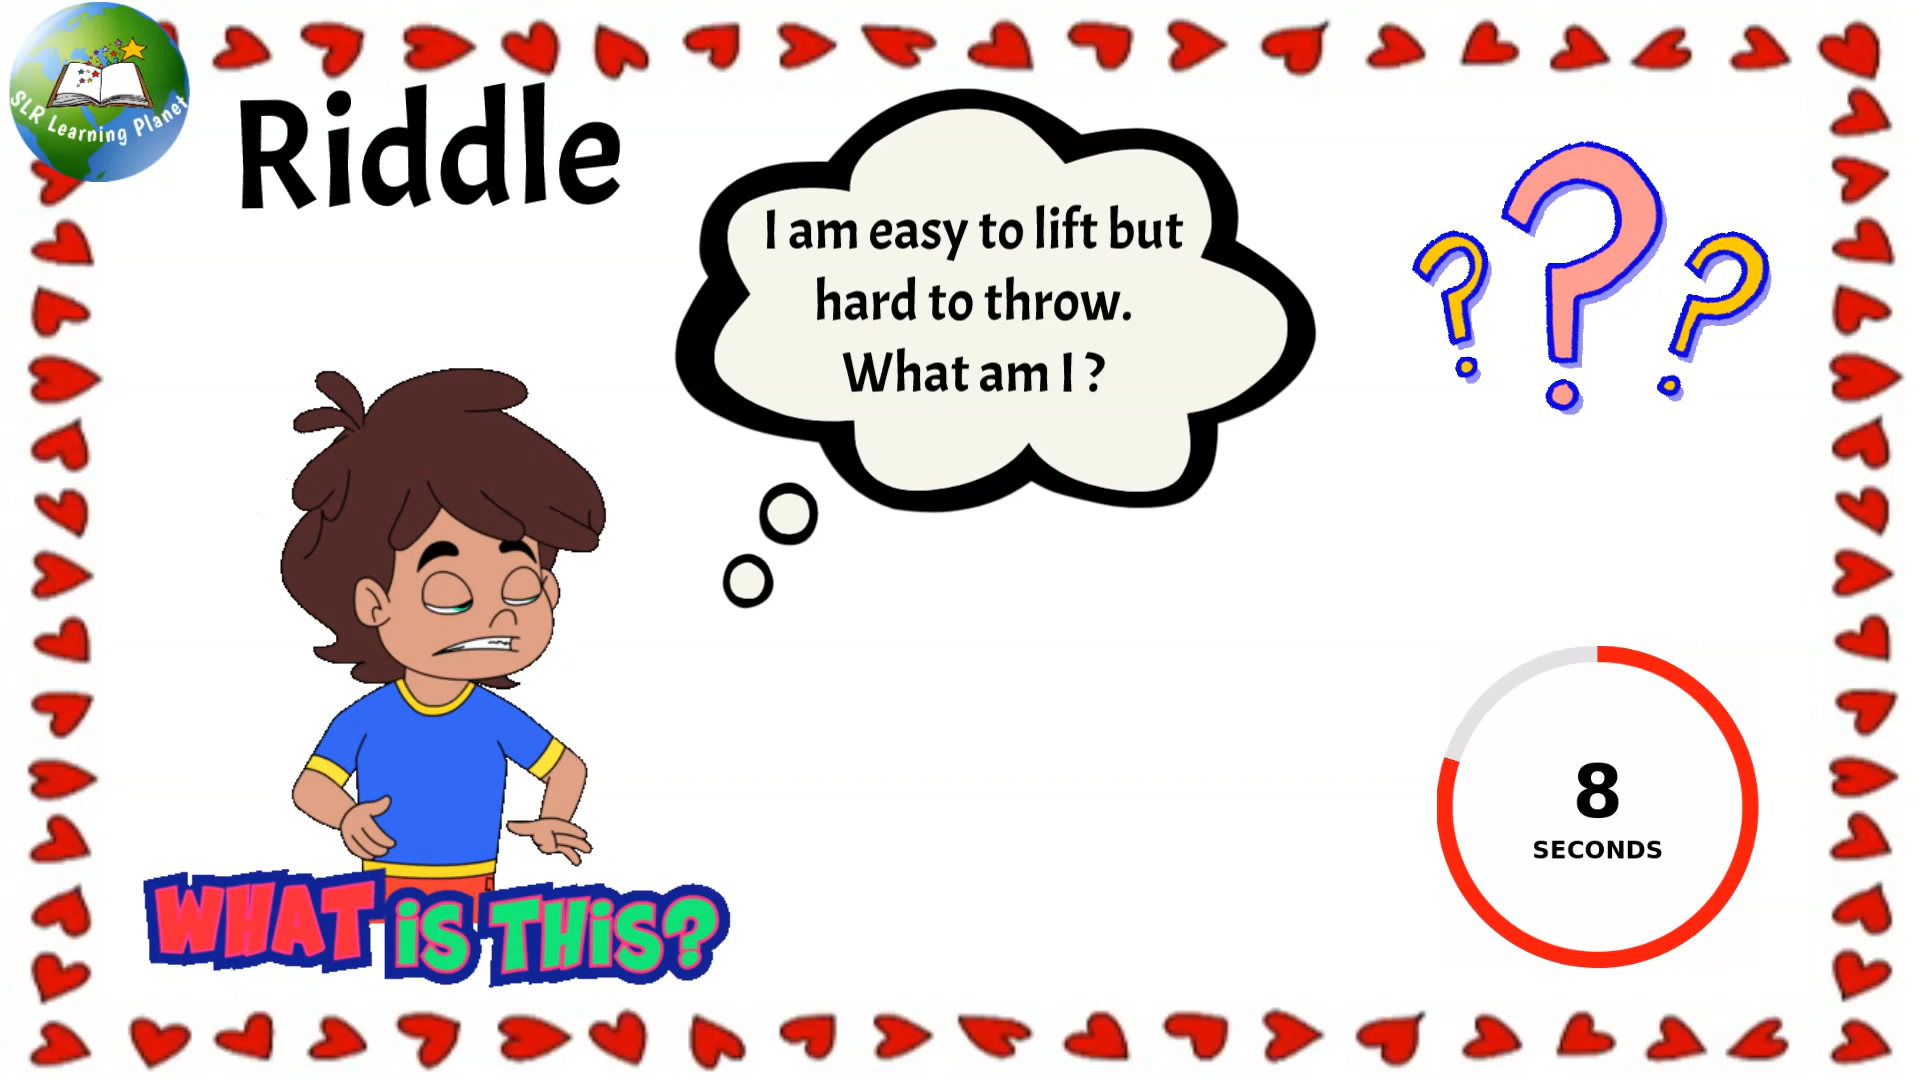 SLR Learning Planet
Riddle
I am easy to lift but
hard to throw.
What am I ?
? ? ?
8
SECONDS
WHAT iS THiS?